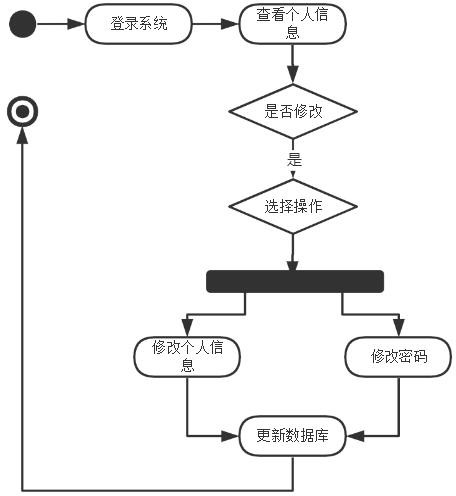 登录系统
查看个人信
息
是否修改
是
选择操作
修改个人信
息
修改密码
更新数据库